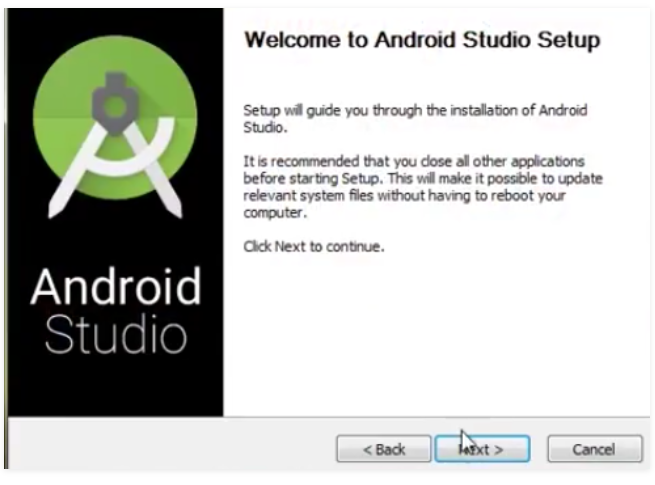 Welcome to Android Studio Setup
Setup will guide you through the installation of Android
Studio.
It is recommended that you close all other applications
before starting Setup. This will make it possible to update
relevant system files without having to reboot your
computer.
Click Next to continue.
Android
Studio
< Back
Next >
Cancel